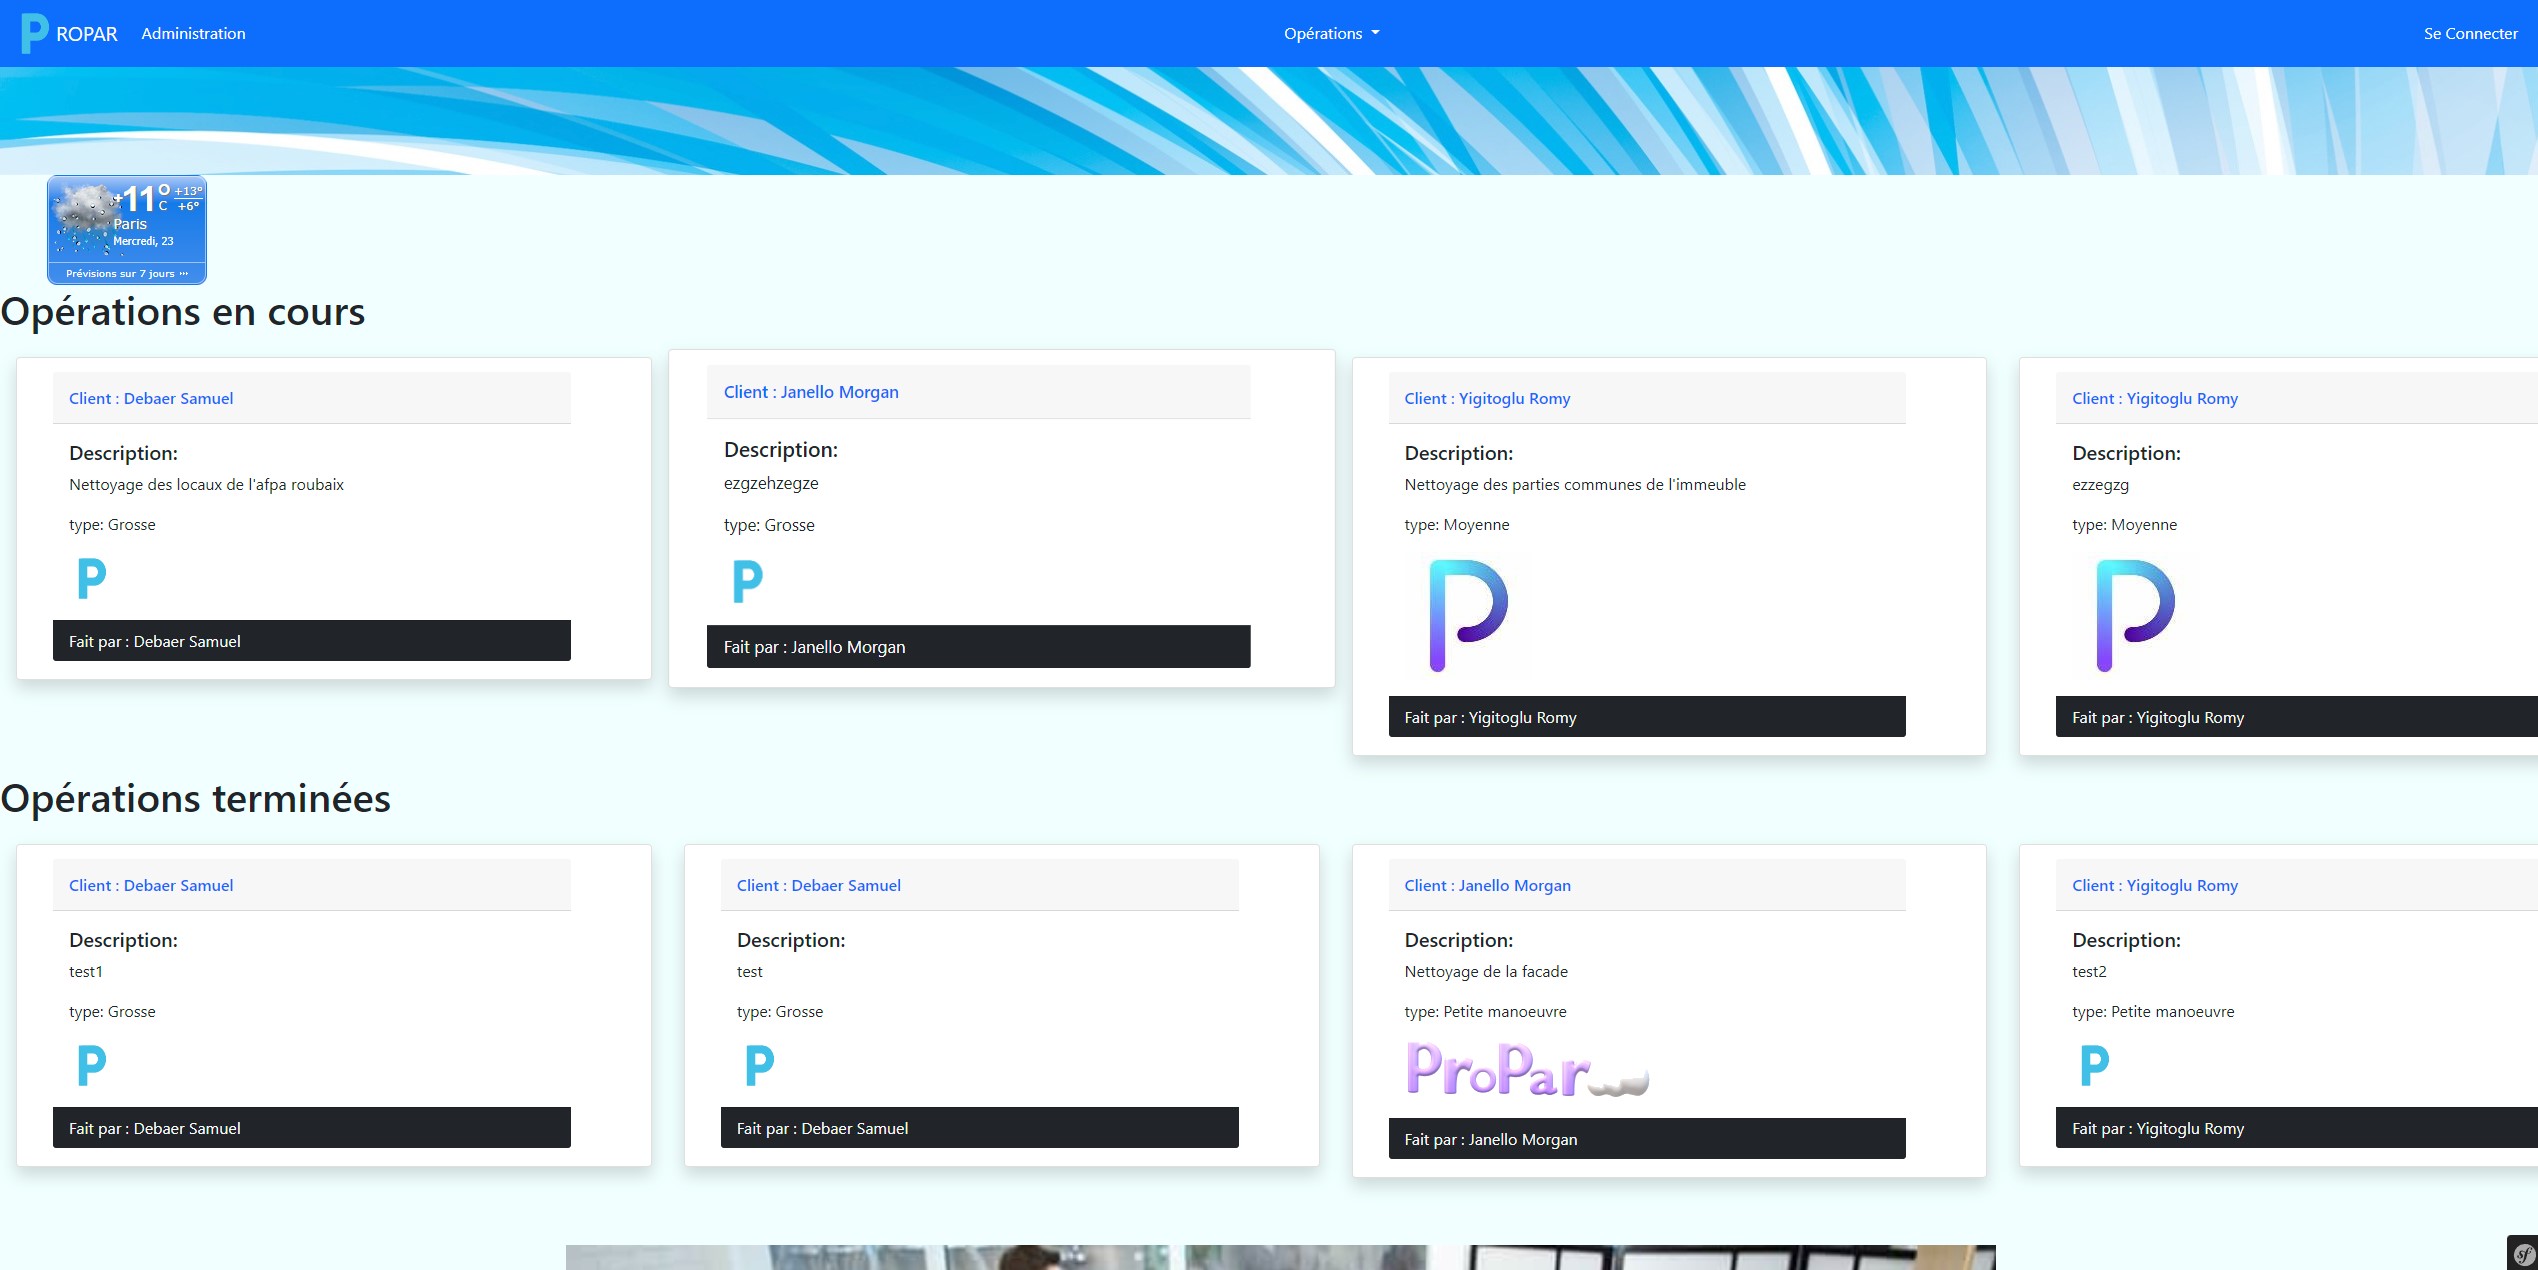 P ROPAR Administration Opérations Se Connecter
+11°C +13° +6°
Paris
Mercredi, 23
Prévisions sur 7 jours
Opérations en cours
Client : Debaer Samuel
Description:
Nettoyage des locaux de l'afpa roubaix
type: Grosse
P
Fait par : Debaer Samuel
Client : Janello Morgan
Description:
ezgzehzegze
type: Grosse
P
Fait par : Janello Morgan
Client : Yigitoglu Romy
Description:
Nettoyage des parties communes de l'immeuble
type: Moyenne
P
Fait par : Yigitoglu Romy
Client : Yigitoglu Romy
Description:
ezzegzg
type: Moyenne
P
Fait par : Yigitoglu Romy
Opérations terminées
Client : Debaer Samuel
Description:
test1
type: Grosse
P
Fait par : Debaer Samuel
Client : Debaer Samuel
Description:
test
type: Grosse
P
Fait par : Debaer Samuel
Client : Janello Morgan
Description:
Nettoyage de la facade
type: Petite manoeuvre
ProPar
Fait par : Janello Morgan
Client : Yigitoglu Romy
Description:
test2
type: Petite manoeuvre
P
Fait par : Yigitoglu Romy
sf